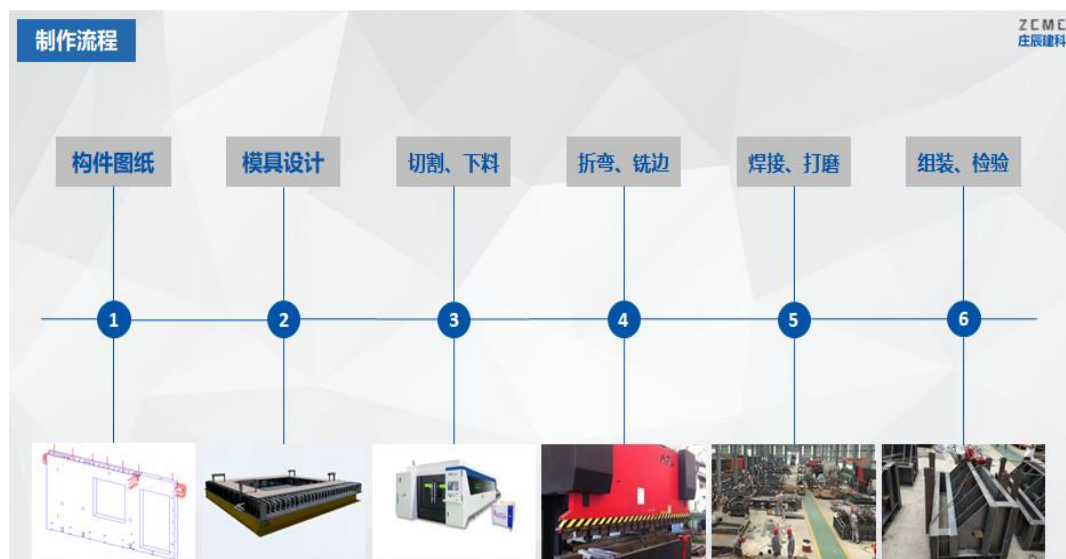 制作流程
ZCMC
庄辰建科
构件图纸
模具设计
切割、下料
折弯、铣边
焊接、打磨
组装、检验
1
2
3
4
5
6